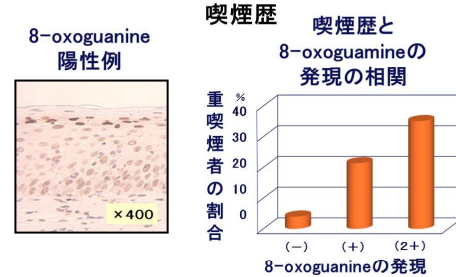 喫煙歴
8-oxoguanine
陽性例
×400
喫煙歴と
8-oxoguamineの
発現の相関
重喫煙者の割合
%
40
30
20
10
0
(−)
(+)
(2+)
8-oxoguanineの発現